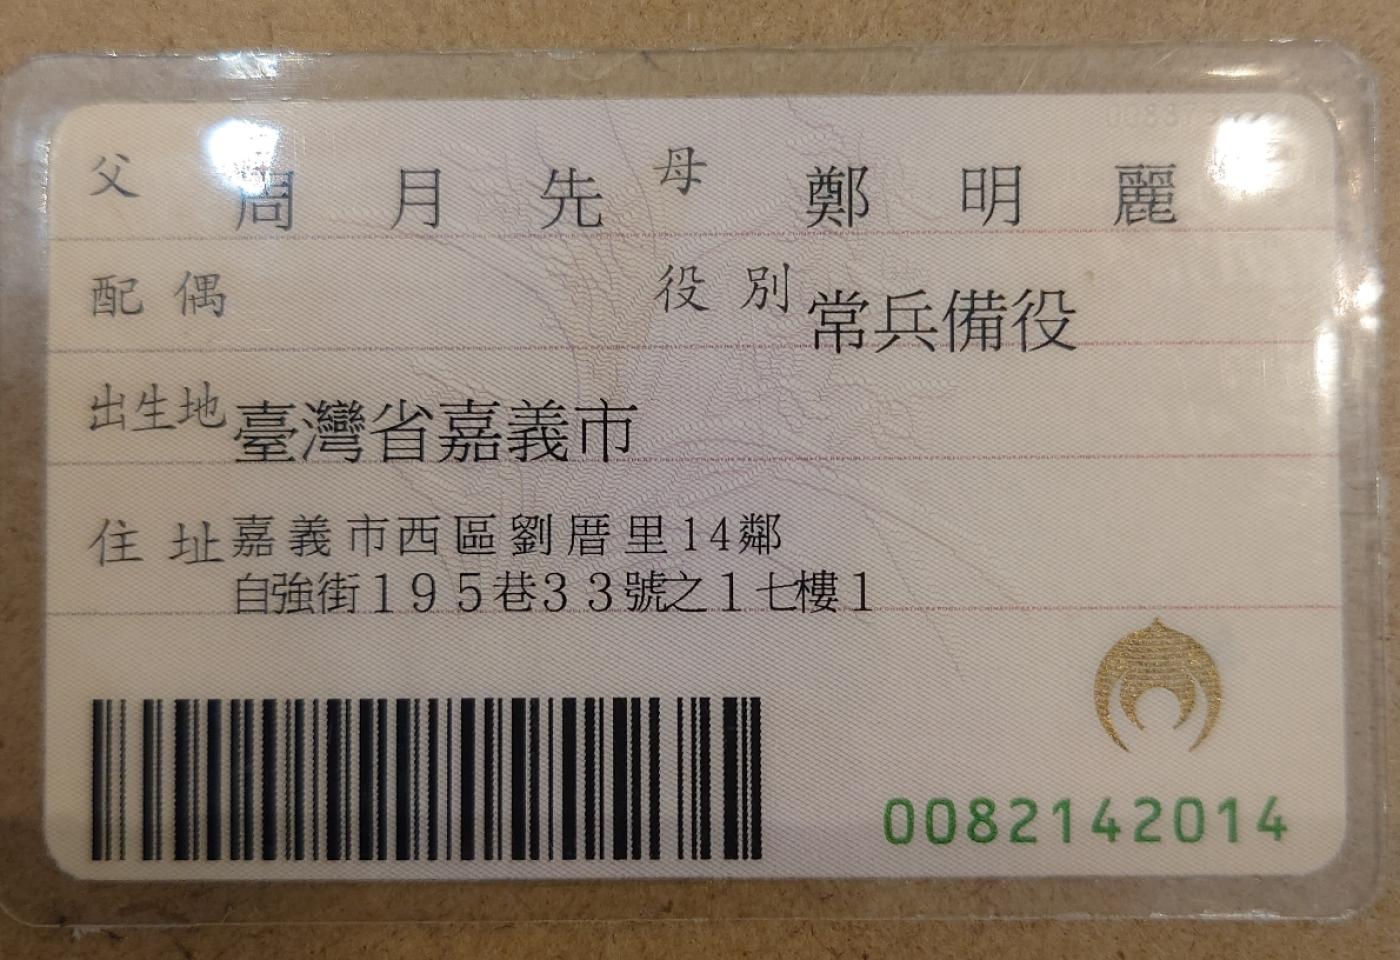 父 周月先 母 鄭明麗
配偶 役別 常兵備役
出生地 臺灣省嘉義市
住址 嘉義市西區劉厝里14鄰
自強街195巷33號之1七樓1
0082142014